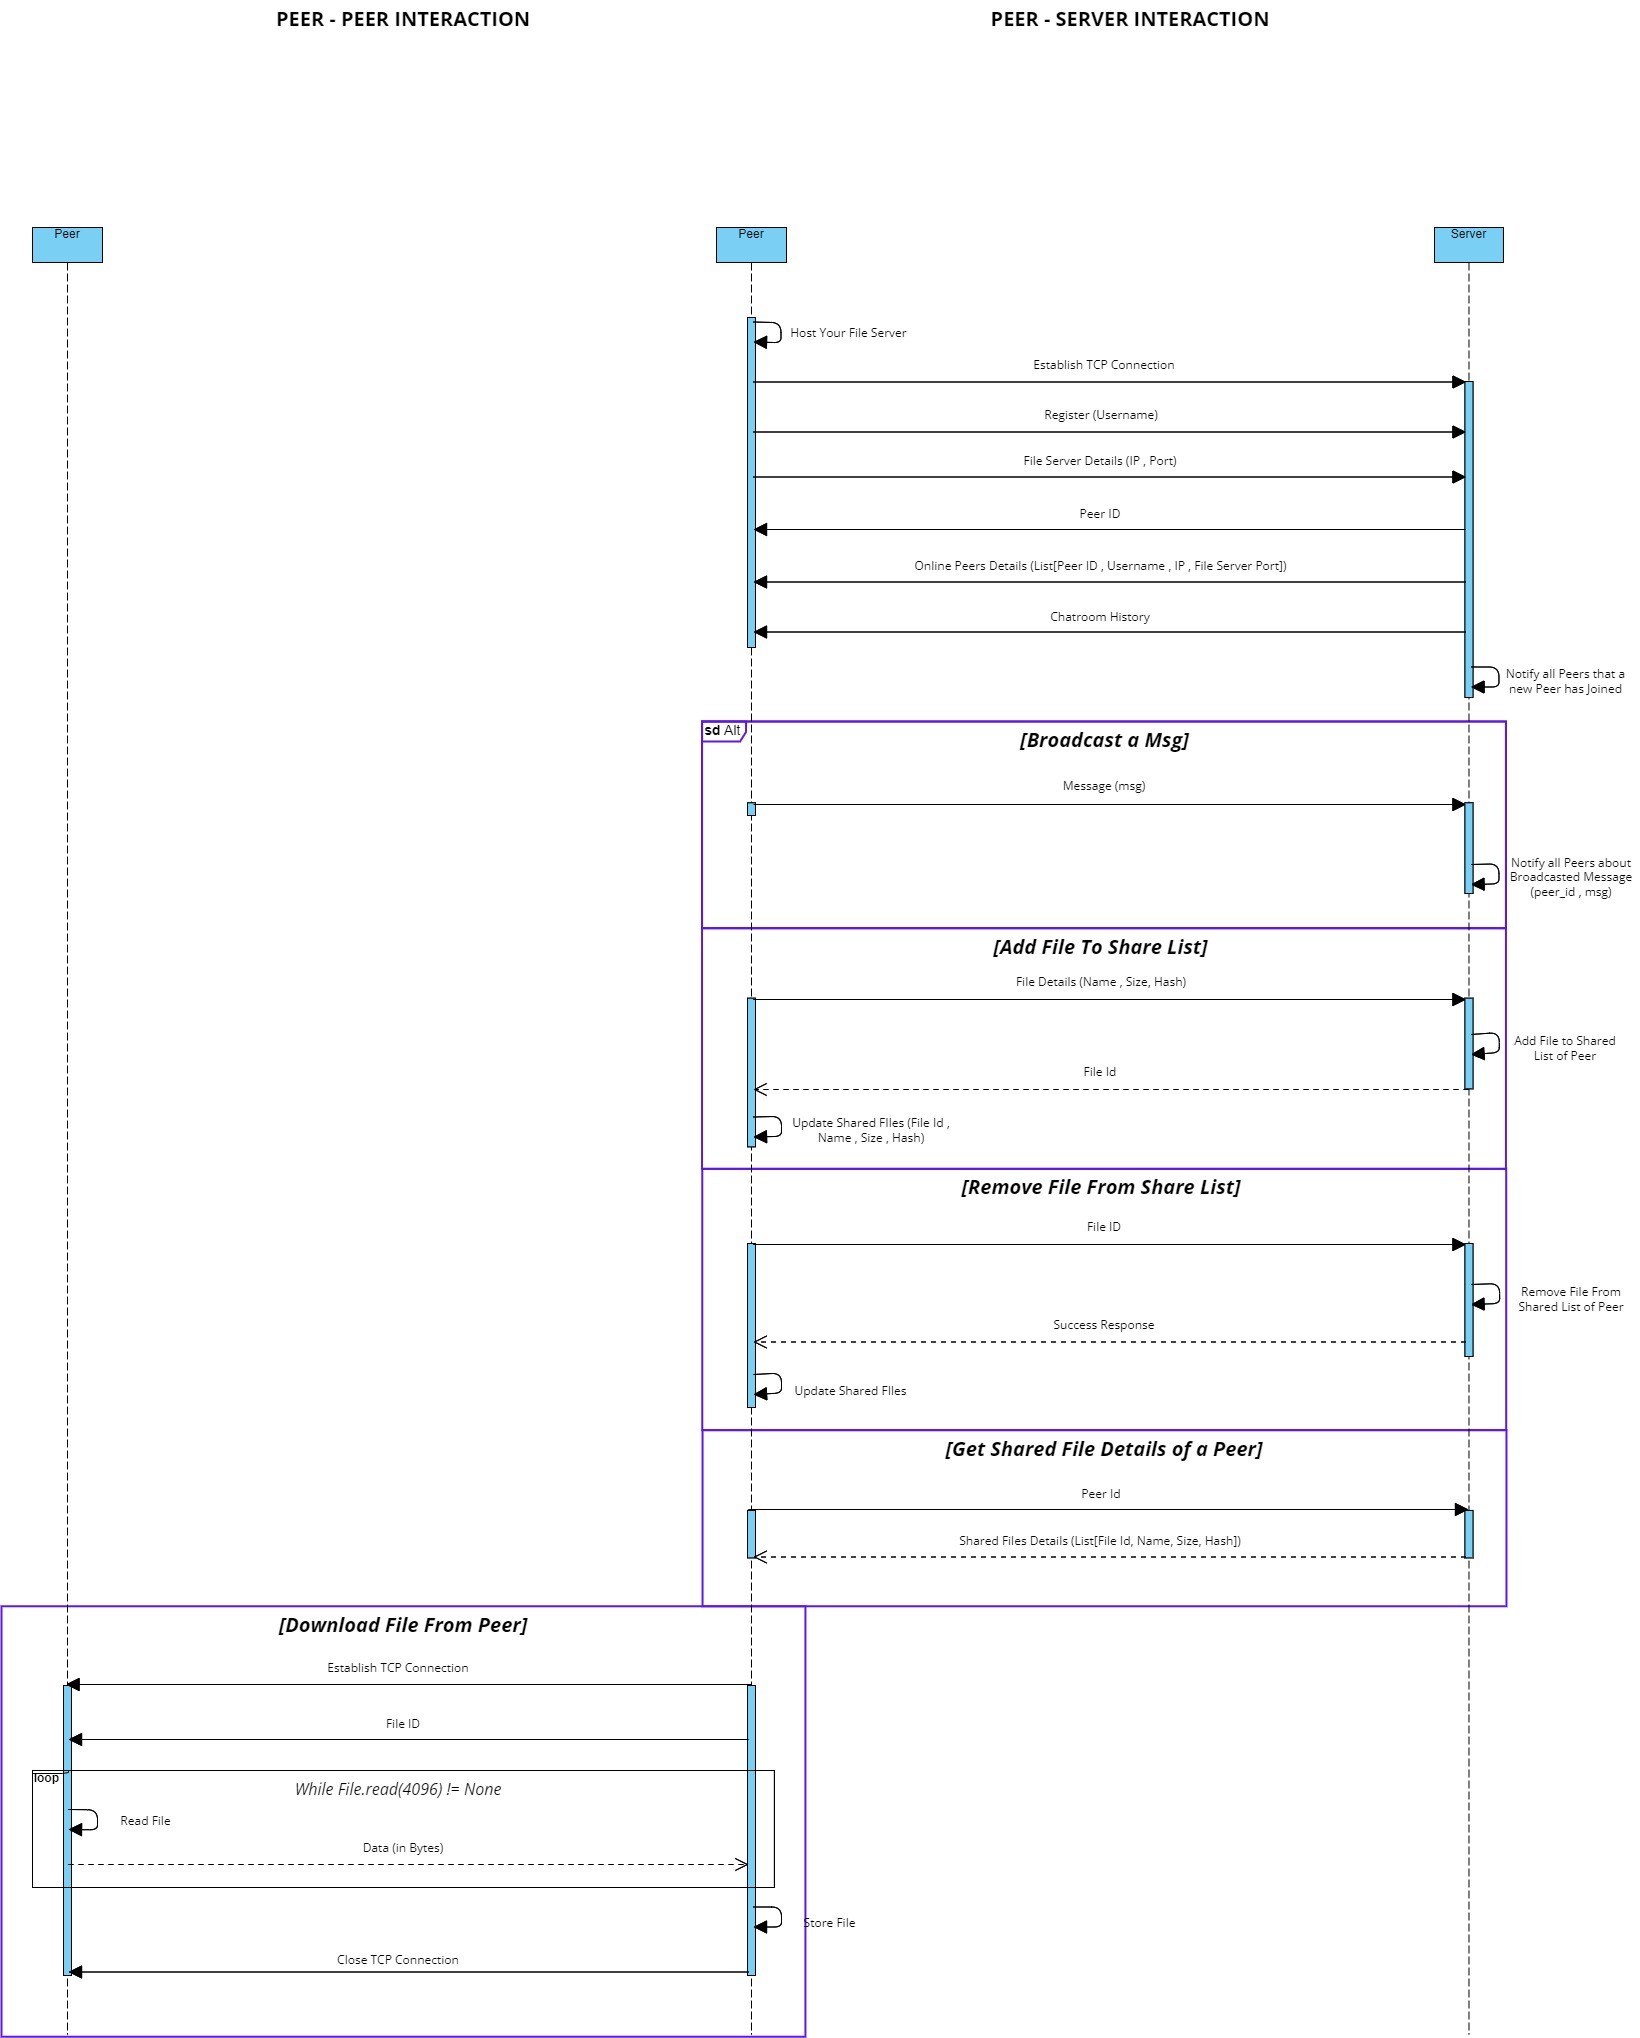 PEER - PEER INTERACTION
PEER - SERVER INTERACTION
Peer
Peer
Server
Host Your File Server
Establish TCP Connection
Register (Username)
File Server Details (IP , Port)
Peer ID
Online Peers Details (List[Peer ID , Username , IP , File Server Port])
Chatroom History
Notify all Peers that a
new Peer has Joined
sd Alt
[Broadcast a Msg]
Message (msg)
Notify all Peers about
Broadcasted Message
(peer_id , msg)
[Add File To Share List]
File Details (Name , Size, Hash)
Add File to Shared
List of Peer
File Id
Update Shared FIles (File Id ,
Name , Size , Hash)
[Remove File From Share List]
File ID
Remove File From
Shared List of Peer
Success Response
Update Shared FIles
[Get Shared File Details of a Peer]
Peer Id
Shared Files Details (List[File Id, Name, Size, Hash])
[Download File From Peer]
Establish TCP Connection
File ID
loop
While File.read(4096) != None
Read File
Data (in Bytes)
Store File
Close TCP Connection